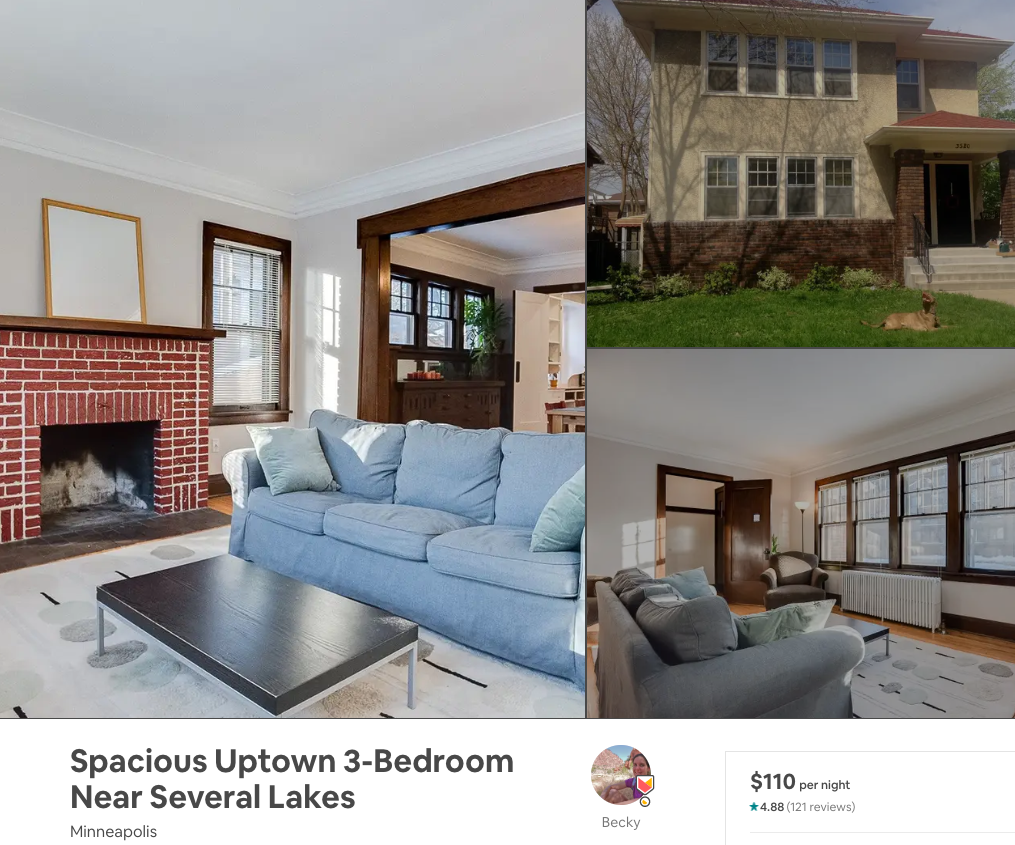 Spacious Uptown 3-Bedroom
Near Several Lakes
Minneapolis
Becky
$110 per night
4.88 (121 reviews)